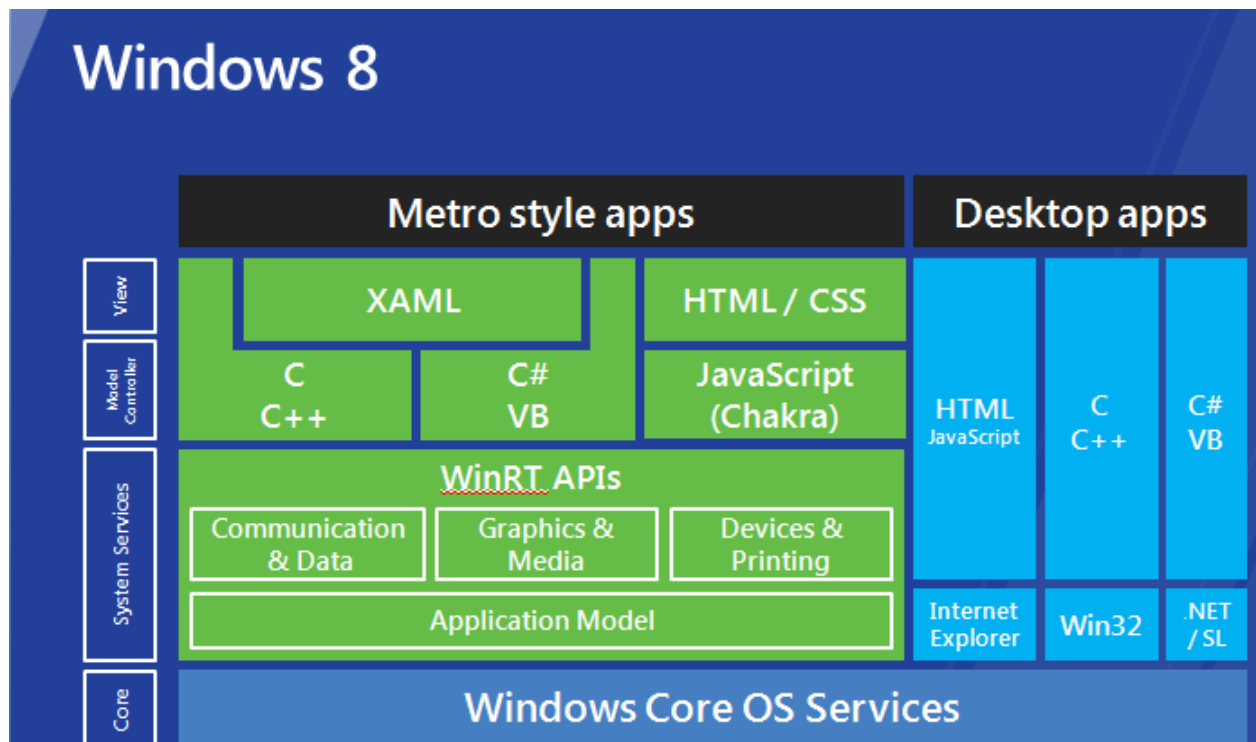 Windows 8
Metro style apps
Desktop apps
View
XAML
HTML / CSS
Model
Controller
C
C++
C#
VB
JavaScript
(Chakra)
HTML
JavaScript
C
C++
C#
VB
System Services
WinRT APIs
Communication
& Data
Graphics &
Media
Devices &
Printing
Application Model
Internet
Explorer
Win32
.NET
/ SL
Core
Windows Core OS Services